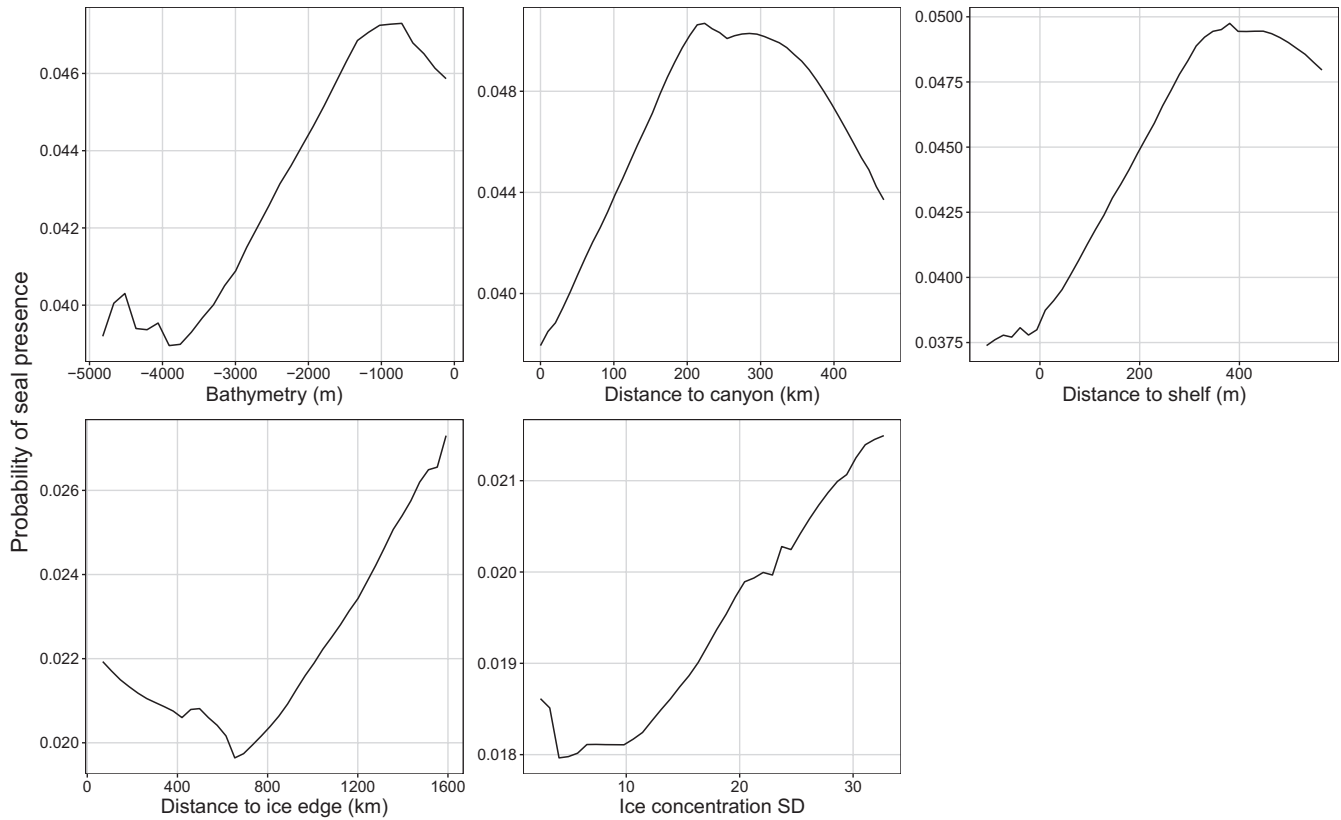 Probability of seal presence
0.046
0.044
0.042
0.040
−5000 −4000 −3000 −2000 −1000 0
Bathymetry (m)
0.048
0.044
0.040
0 100 200 300 400
Distance to canyon (km)
0.0500
0.0475
0.0450
0.0425
0.0400
0.0375
0 200 400
Distance to shelf (m)
0.026
0.024
0.022
0.020
0 400 800 1200 1600
Distance to ice edge (km)
0.021
0.020
0.019
0.018
10 20 30
Ice concentration SD